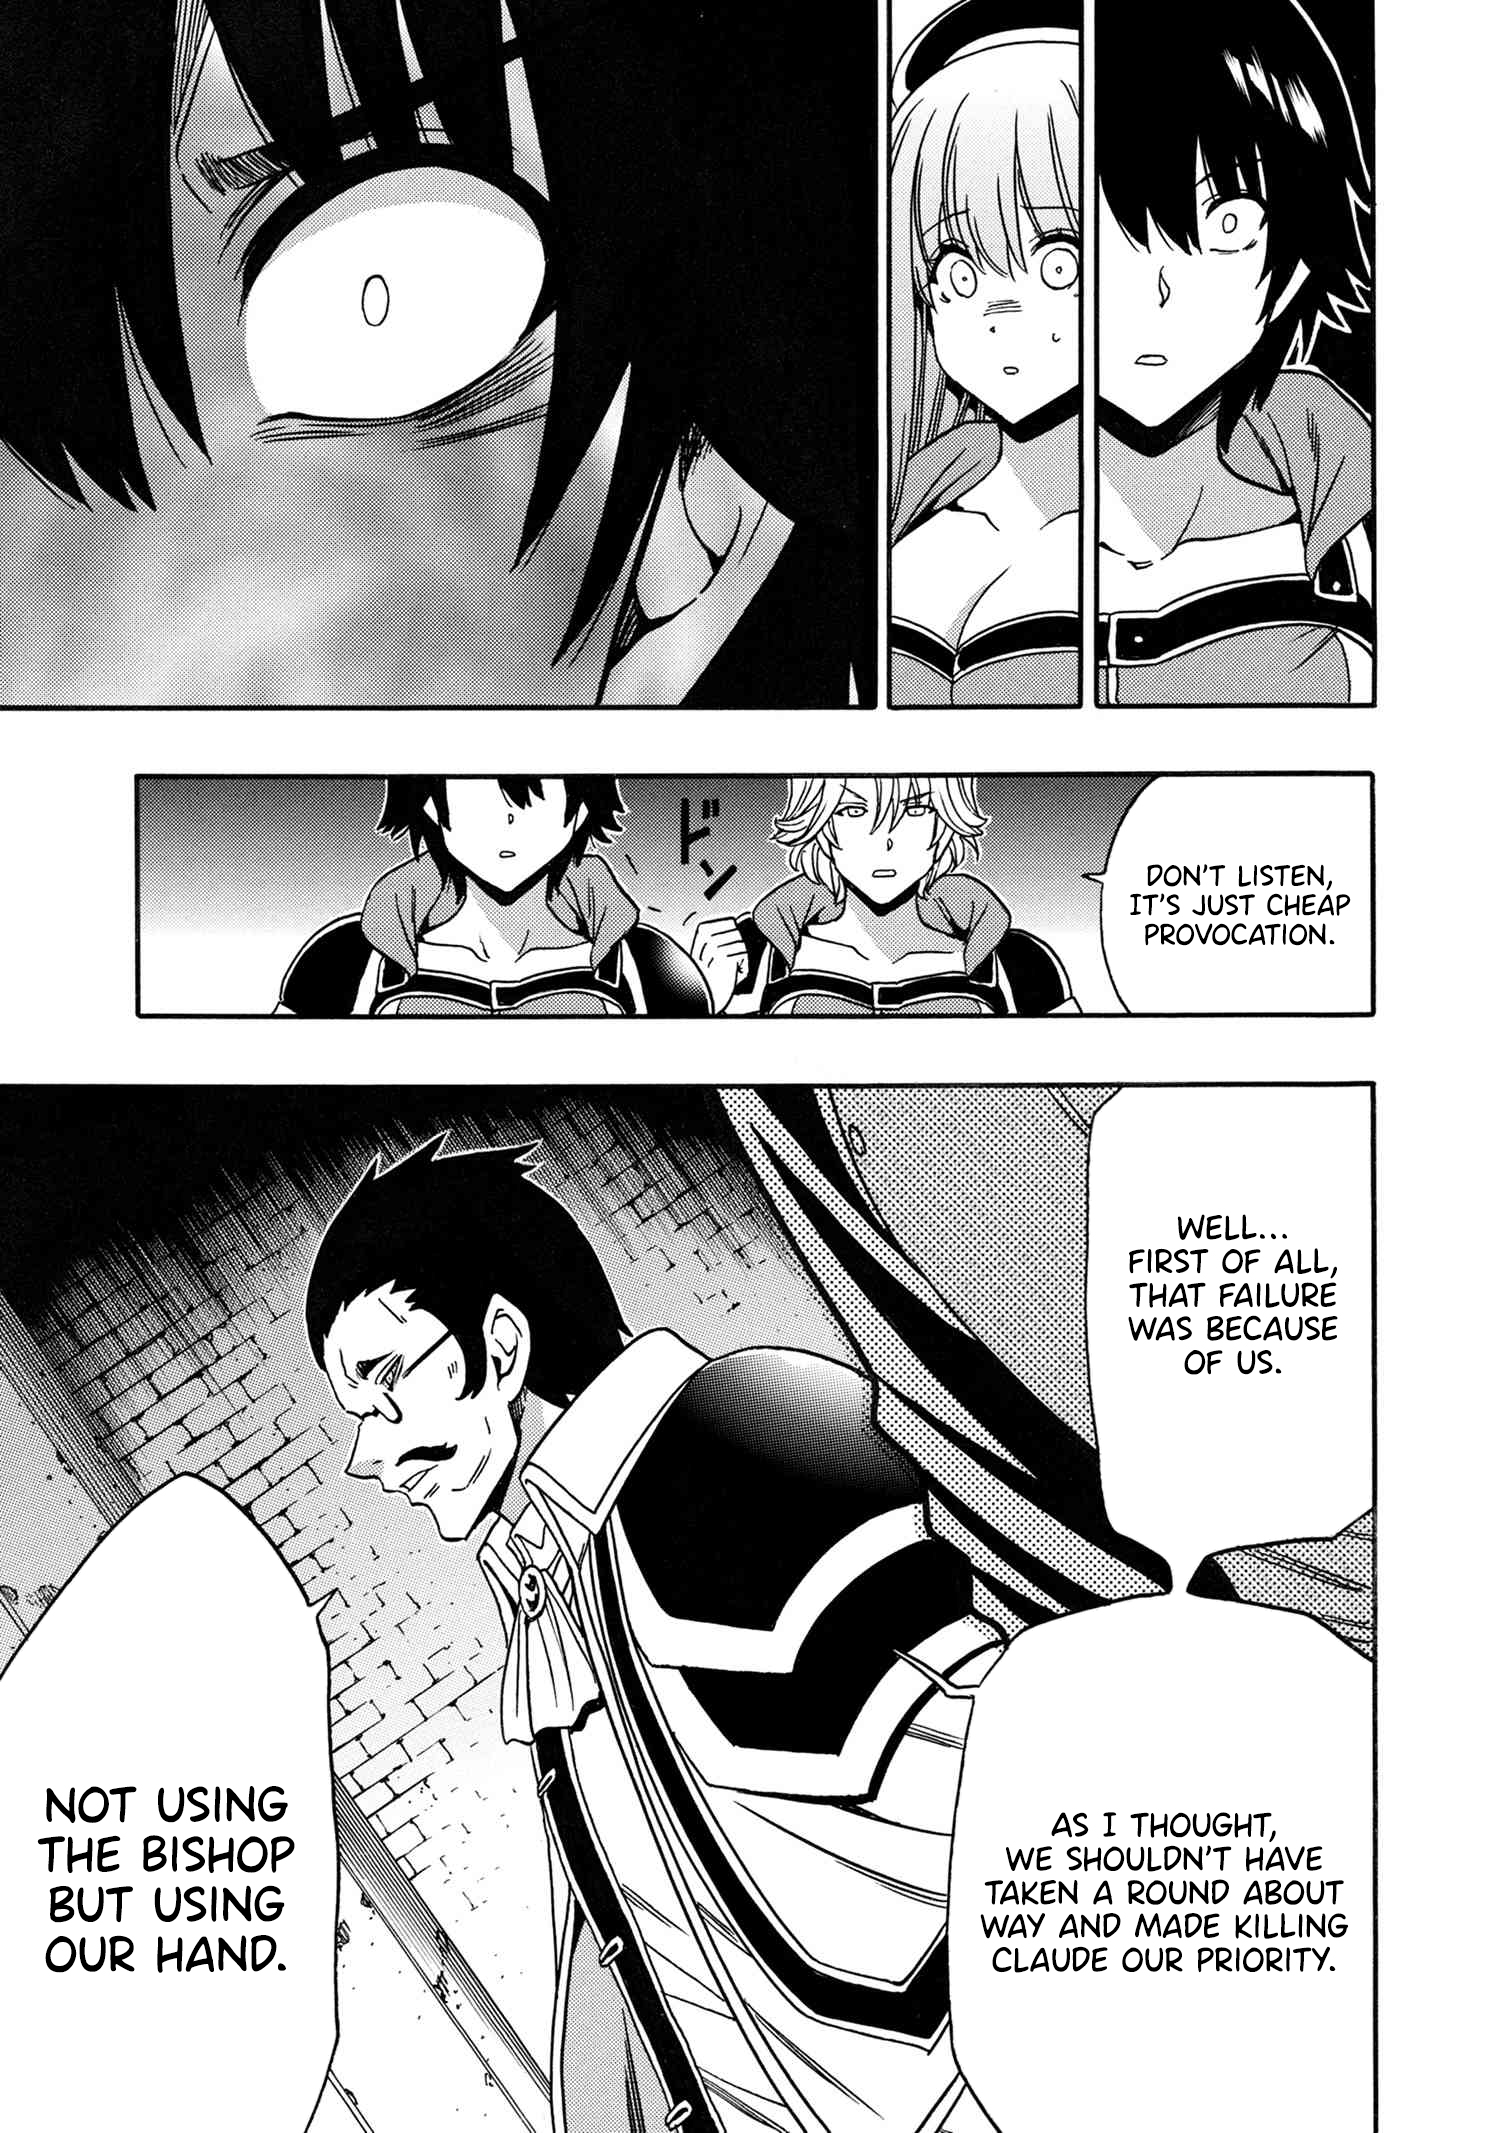 DON'T LISTEN,
IT'S JUST CHEAP
PROVOCATION.
ドン
WELL...
FIRST OF ALL,
THAT FAILURE
WAS BECAUSE
OF US.
AS I THOUGHT,
WE SHOULDN'T HAVE
TAKEN A ROUND ABOUT
WAY AND MADE KILLING
CLAUDE OUR PRIORITY.
NOT USING
THE BISHOP
BUT USING
OUR HAND.